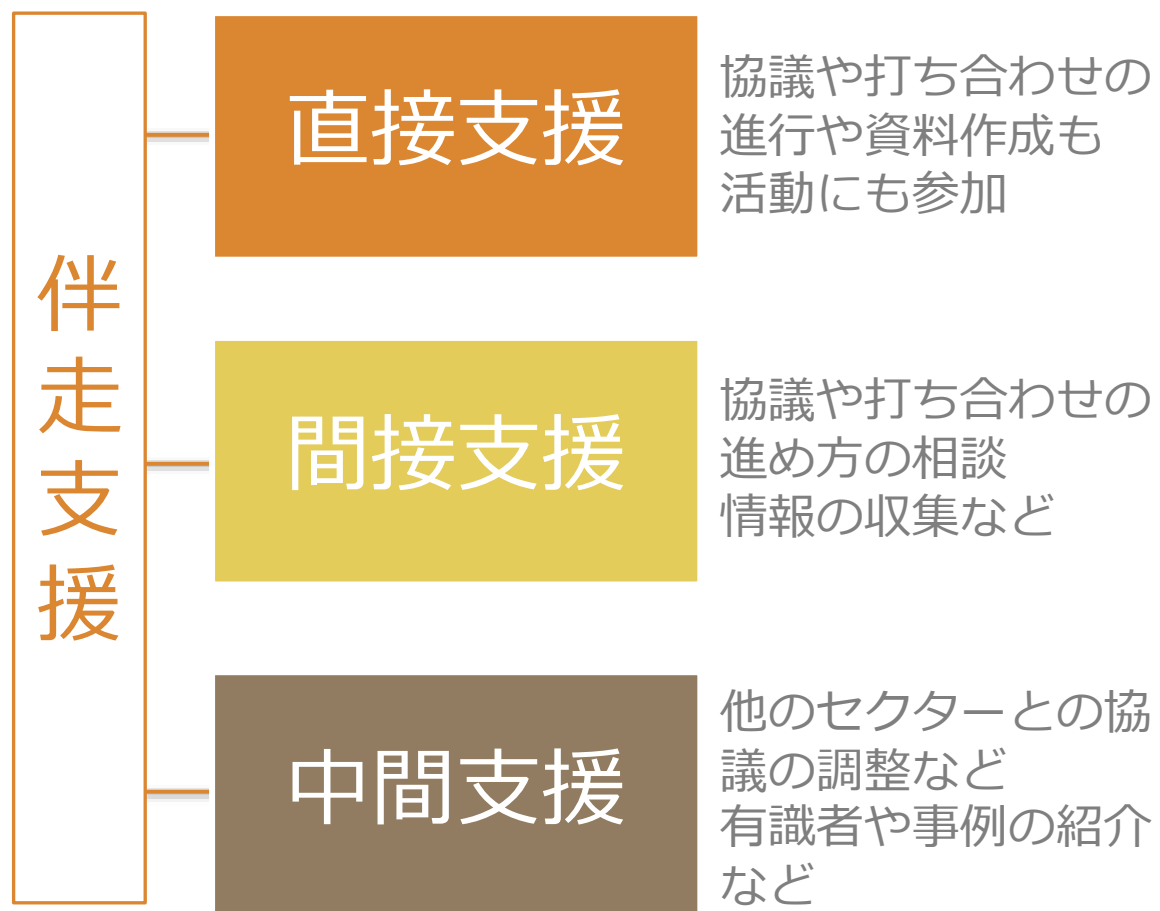 伴走支援
直接支援
協議や打ち合わせの
進行や資料作成も
活動にも参加
間接支援
協議や打ち合わせの
進め方の相談
情報の収集など
中間支援
他のセクターとの協
議の調整など
有識者や事例の紹介
など